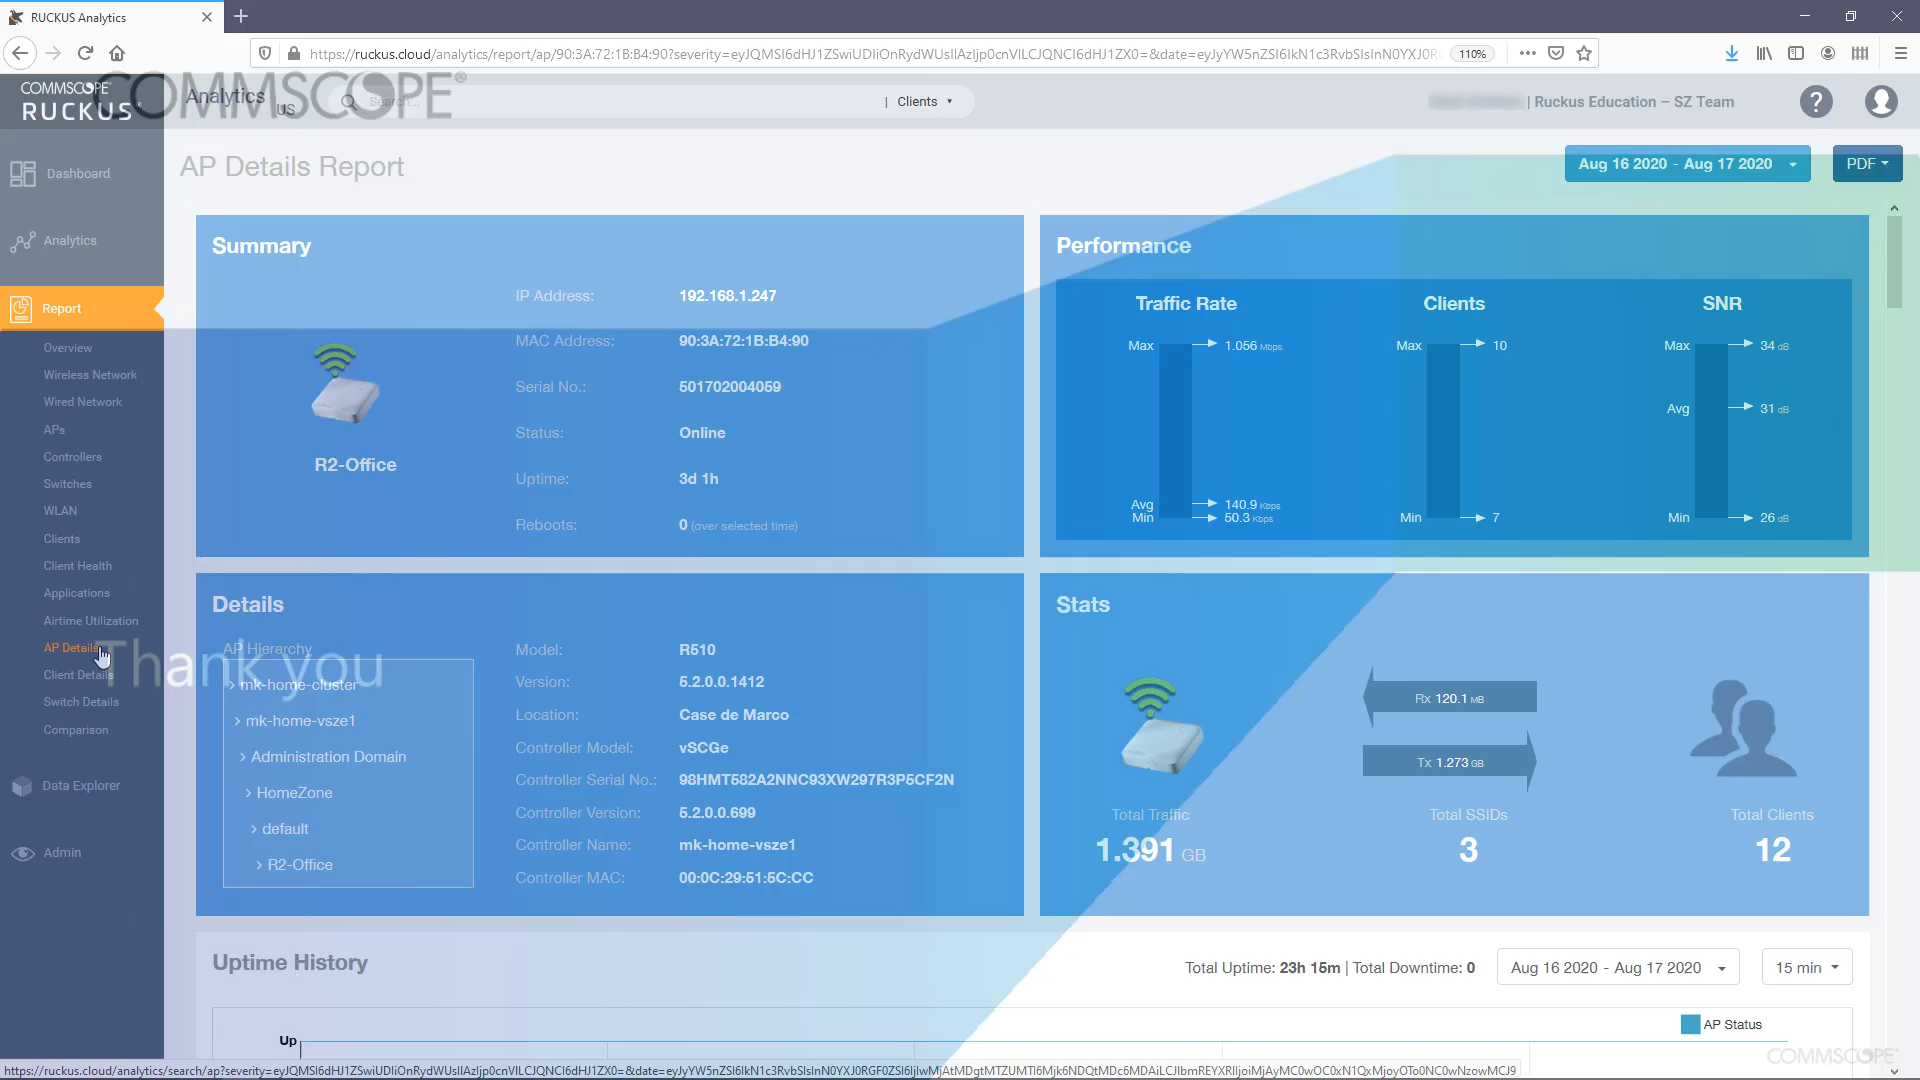 RUCKUS Analytics
https://ruckus.cloud/analytics/report/ap/90:3A:72:1B:B4:90?severity=
110%
COMMSCOPE®
COMMSCOPE®
RUCKUS®
Analytics
US
Search...
| Clients
| Ruckus Education – SZ Team
?
Dashboard
Analytics
Report
Overview
Wireless Network
Wired Network
APs
Controllers
Switches
WLAN
Clients
Client Health
Applications
Airtime Utilization
AP Details
Client Details
Switch Details
Comparison
Data Explorer
Admin
AP Details Report
Aug 16 2020 - Aug 17 2020
PDF
Summary
R2-Office
IP Address: 192.168.1.247
MAC Address: 90:3A:72:1B:B4:90
Serial No.: 501702004059
Status: Online
Uptime: 3d 1h
Reboots: 0 (over selected time)
Performance
Traffic Rate
Max 1.056 Mbps
Avg 140.9 Kbps
Min 50.3 Kbps
Clients
Max 10
Min 7
SNR
Max 34 dB
Avg 31 dB
Min 26 dB
Details
AP Hierarchy
Thank you
> mk-home-cluster
> mk-home-vsze1
> Administration Domain
> HomeZone
> default
> R2-Office
Model: R510
Version: 5.2.0.0.1412
Location: Case de Marco
Controller Model: vSCGe
Controller Serial No.: 98HMT582A2NNC93XW297R3P5CF2N
Controller Version: 5.2.0.0.699
Controller Name: mk-home-vsze1
Controller MAC: 00:0C:29:51:5C:CC
Stats
Rx 120.1 MB
Tx 1.273 GB
Total Traffic
1.391 GB
Total SSIDs
3
Total Clients
12
Uptime History
Total Uptime: 23h 15m | Total Downtime: 0
Aug 16 2020 - Aug 17 2020
15 min
AP Status
Up
COMMSCOPE®
https://ruckus.cloud/analytics/search/ap?severity=